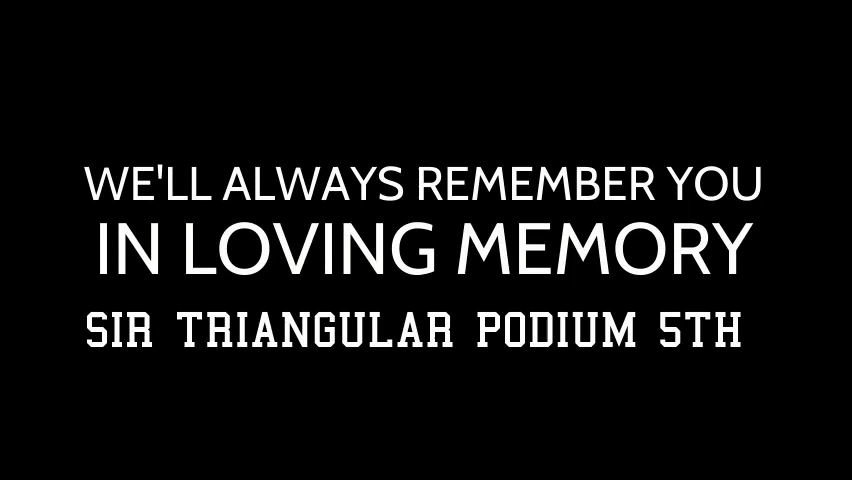 WE'LL ALWAYS REMEMBER YOU
IN LOVING MEMORY
SIR TRIANGULAR PODIUM 5TH